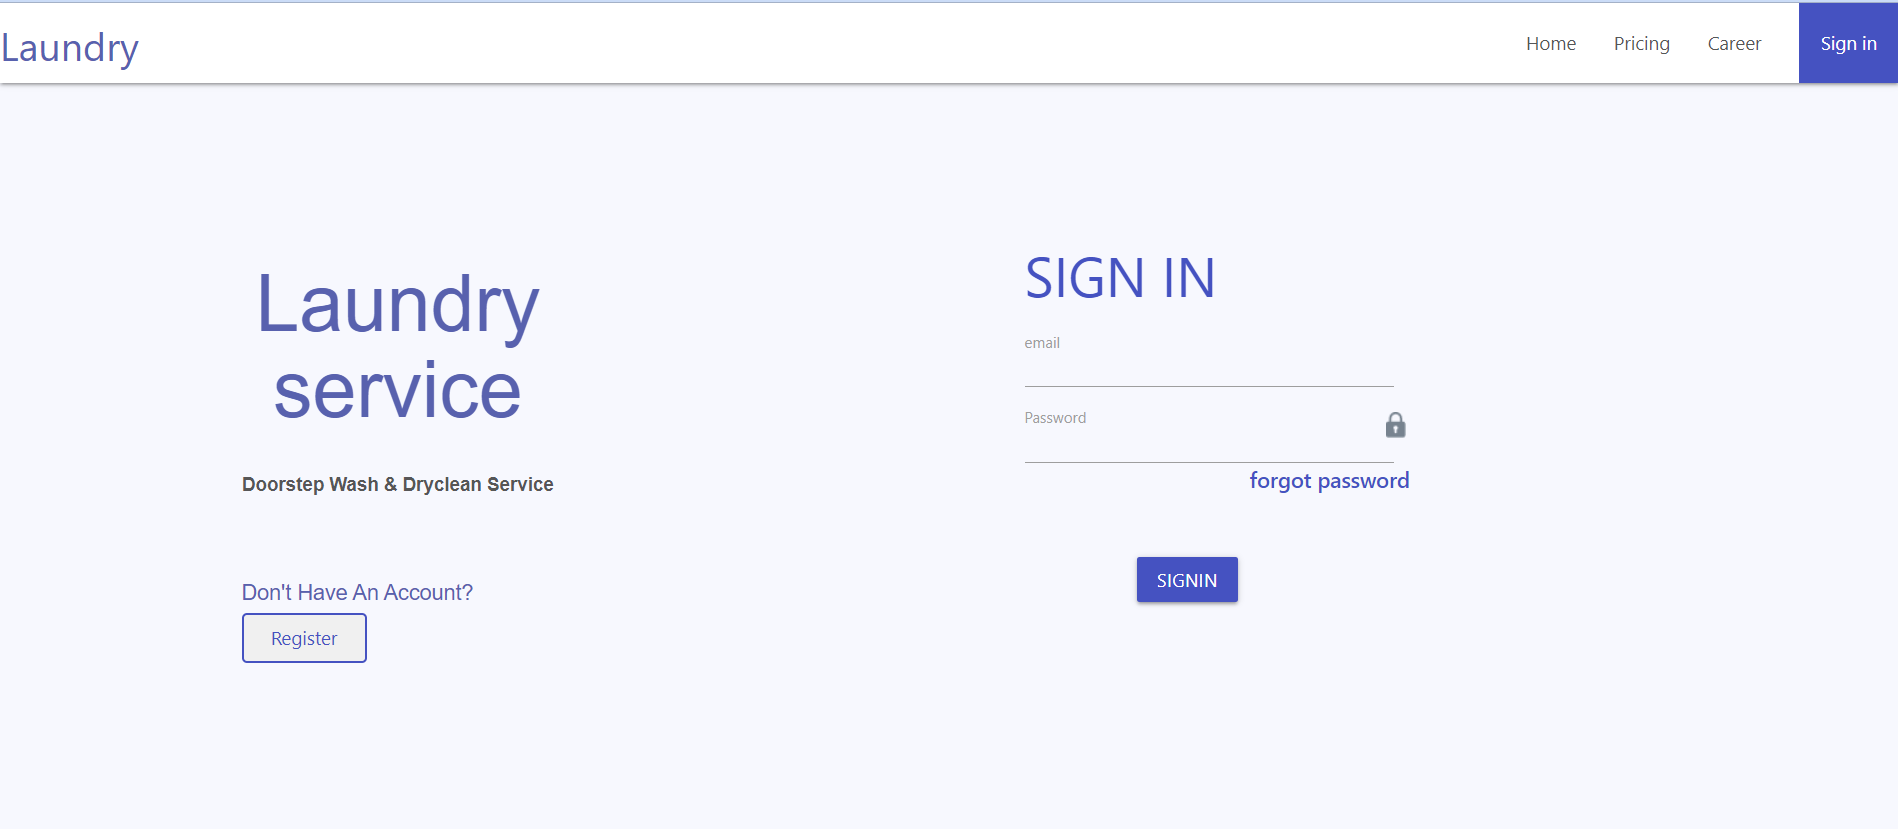 Laundry
Home
Pricing
Career
Sign in
Laundry
service
Doorstep Wash & Dryclean Service
Don't Have An Account?
Register
SIGN IN
email
Password
forgot password
SIGNIN